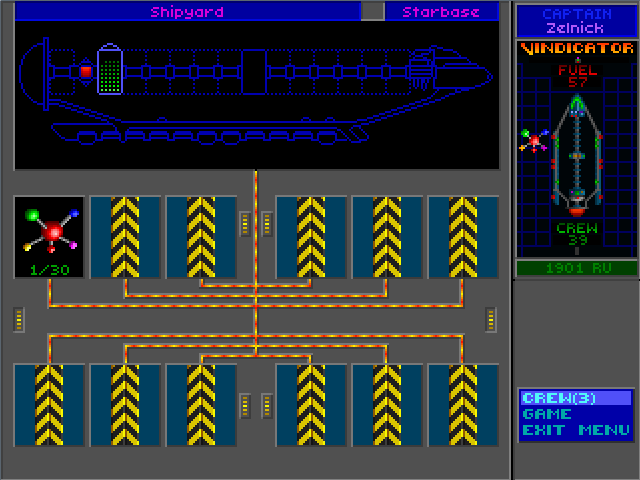 Shipyard
Starbase
CAPTAIN
Zelnick
VINDICATOR
FUEL
57
CREW
39
1901 RU
1/30
CREW(3)
GAME
EXIT MENU